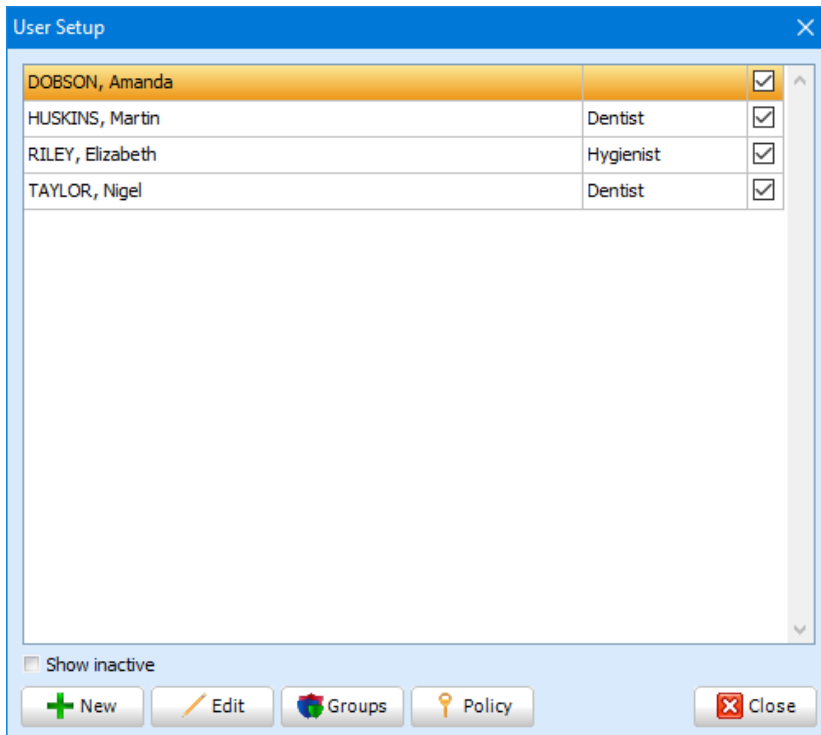 User Setup
DOBSON, Amanda
HUSKINS, Martin Dentist
RILEY, Elizabeth Hygienist
TAYLOR, Nigel Dentist
Show inactive
New Edit Groups Policy Close